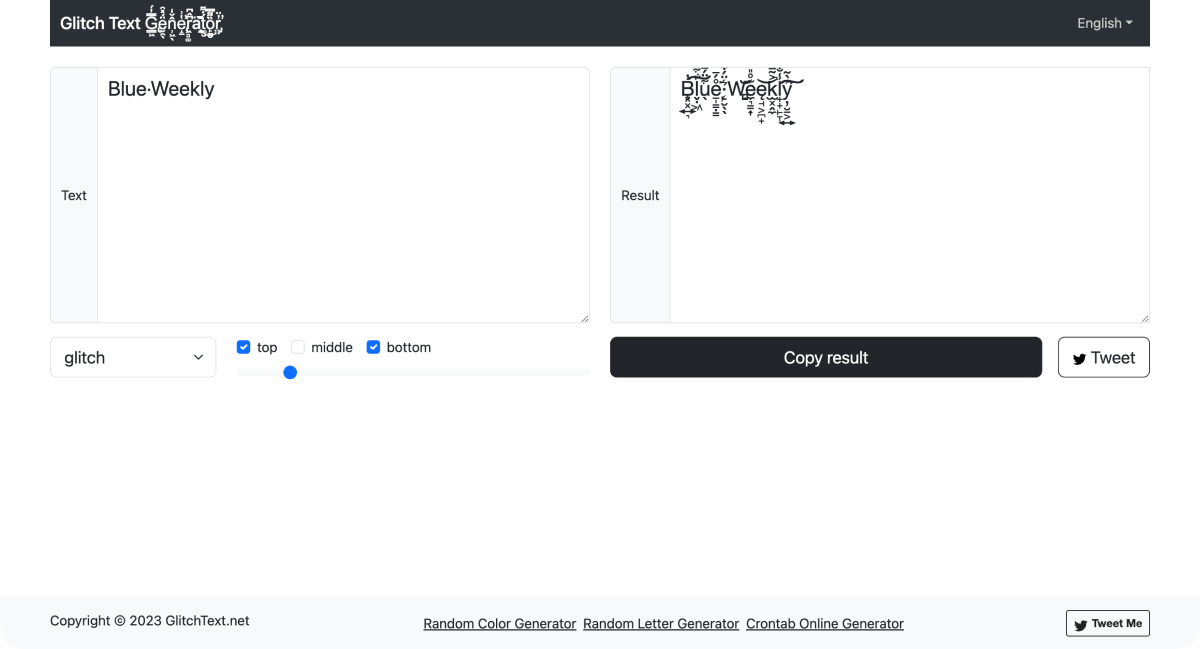 Glitch Text Generator
English
Text
Blue·Weekly
Result
Blue·Weekly
glitch
top
middle
bottom
Copy result
Tweet
Copyright © 2023 GlitchText.net
Random Color Generator Random Letter Generator Crontab Online Generator
Tweet Me